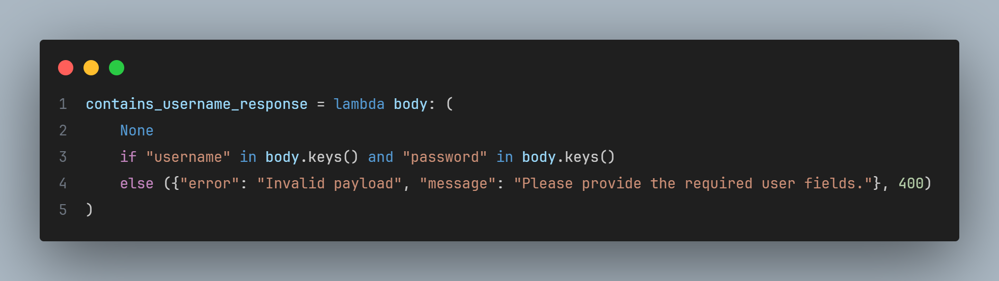 1 contains_username_response = lambda body: (
2     None
3     if "username" in body.keys() and "password" in body.keys()
4     else ({"error": "Invalid payload", "message": "Please provide the required user fields."}, 400)
5 )